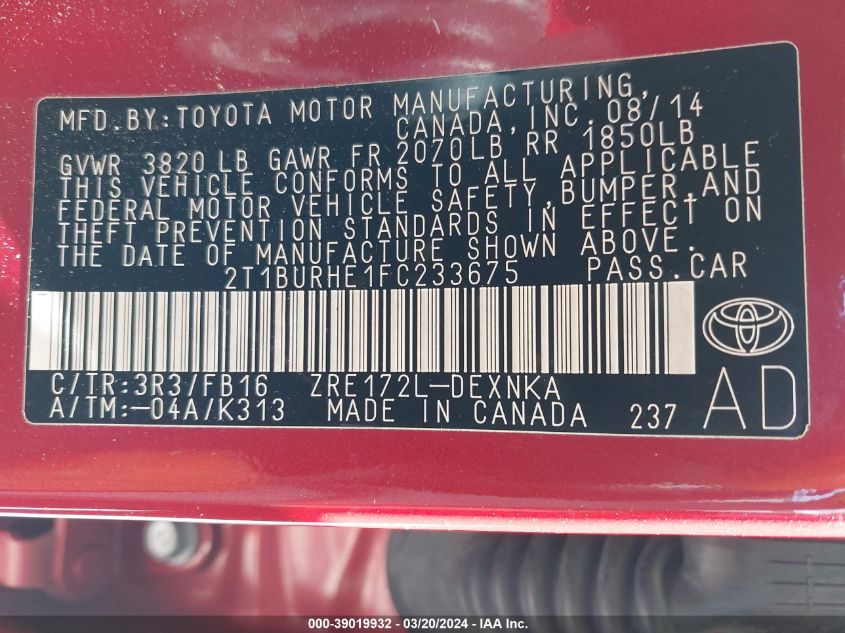 MFD.BY:TOYOTA MOTOR MANUFACTURING,
CANADA, INC. 08/14
GVWR 3820 LB GAWR FR 2070LB RR 1850LB
THIS VEHICLE CONFORMS TO ALL APPLICABLE
FEDERAL MOTOR VEHICLE SAFETY, BUMPER, AND
THEFT PREVENTION STANDARDS IN EFFECT ON
THE DATE OF MANUFACTURE SHOWN ABOVE.
2T1BURHE1FC233675 PASS.CAR
C/TR:3R3/FB16 ZRE172L-DEXNKA
A/TM:-04A/K313 MADE IN CANADA 237 AD
000-39019932 - 03/20/2024 - IAA Inc.